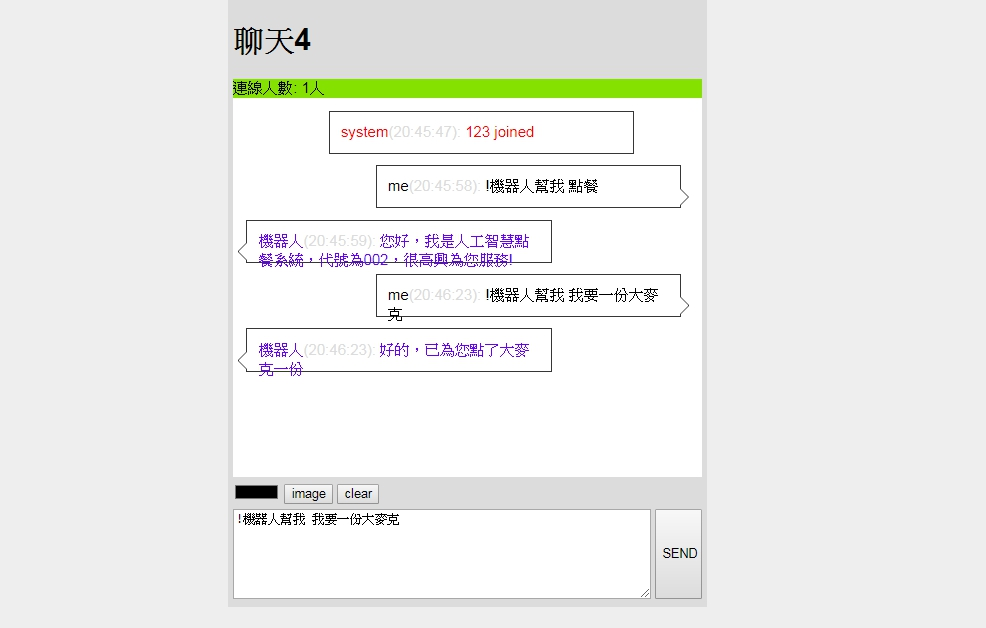 聊天4
連線人數: 1人
system(20:45:47): 123 joined
me(20:45:58): !機器人幫我 點餐
機器人(20:45:59): 您好，我是人工智慧點
餐系統，代號為002，很高興為您服務!
me(20:46:23): !機器人幫我 我要一份大麥
克
機器人(20:46:23): 好的，已為您點了大麥
克一份
image clear
!機器人幫我 我要一份大麥克
SEND